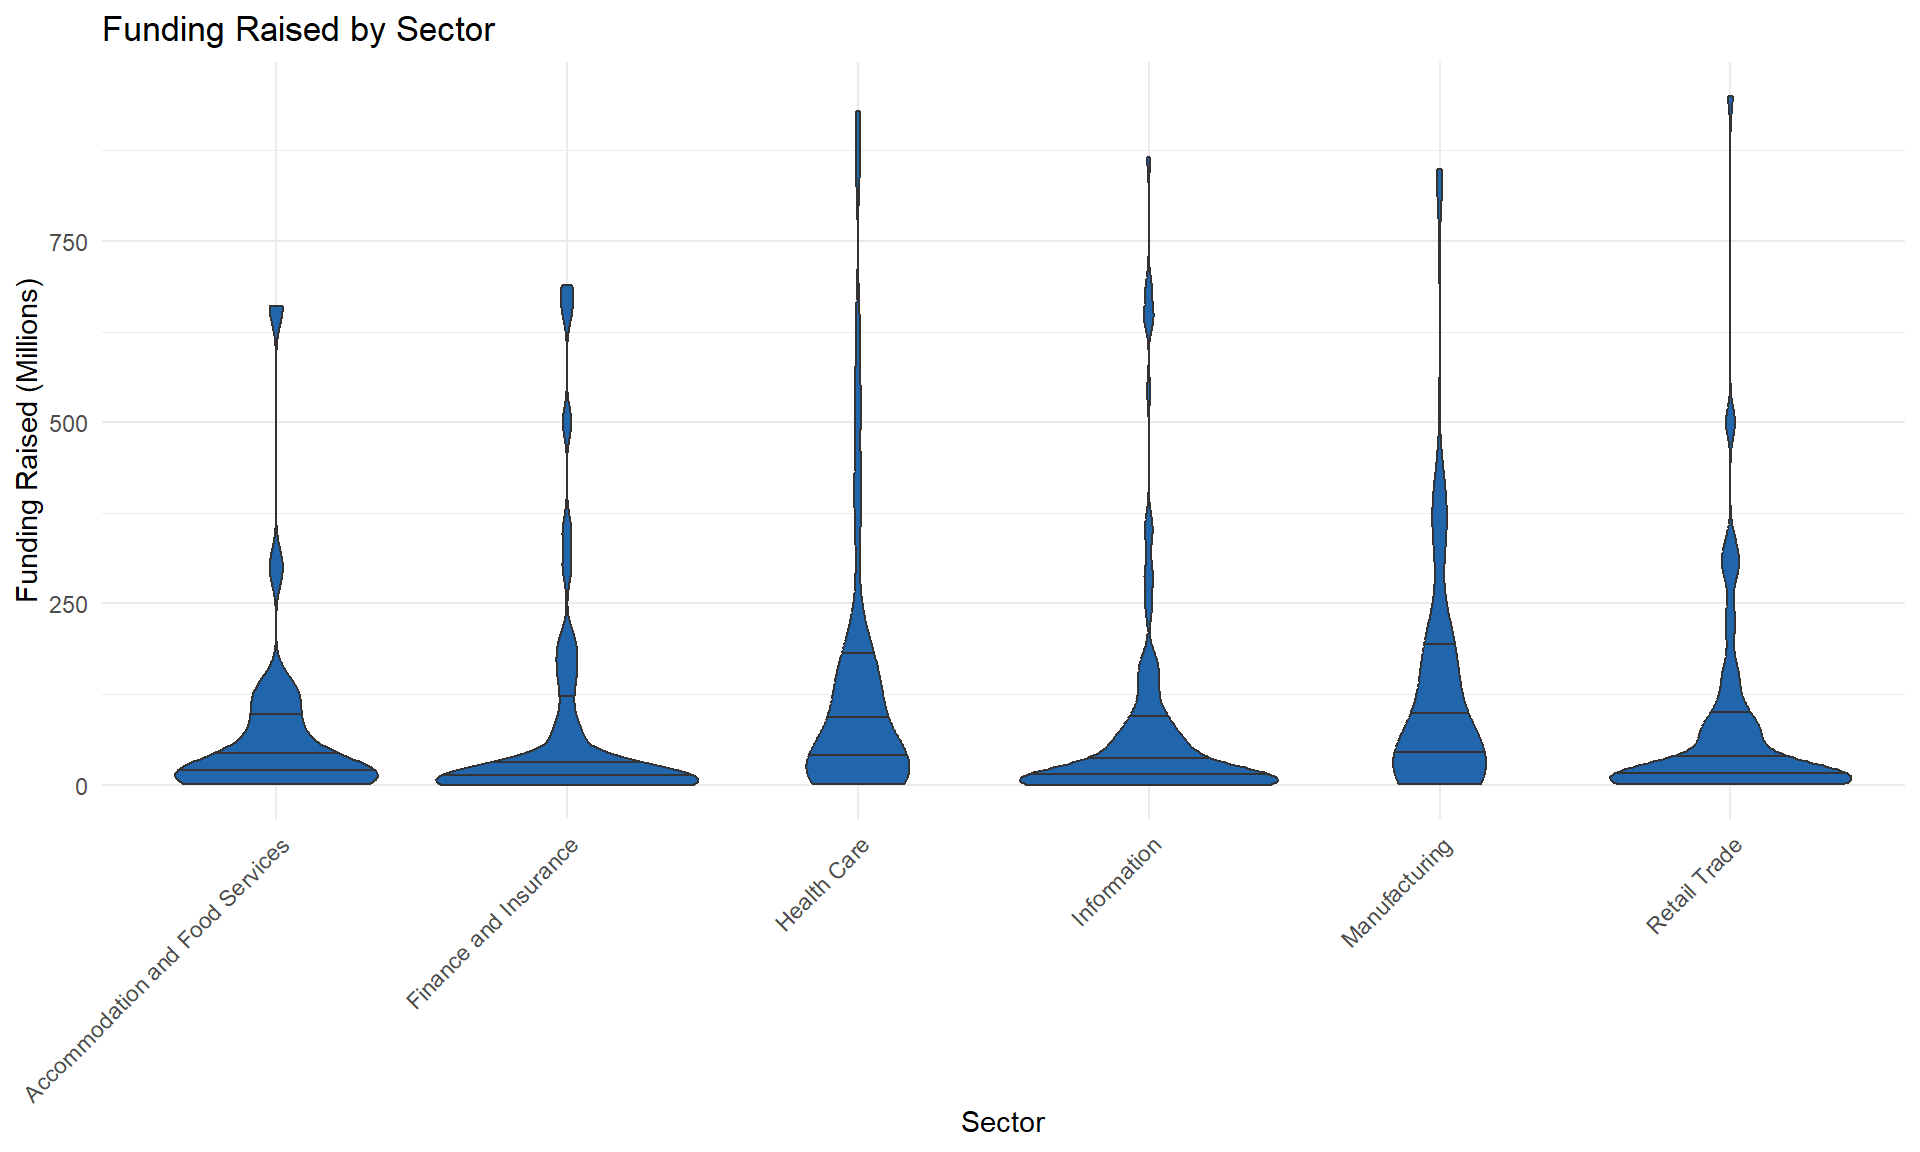 Funding Raised by Sector
Funding Raised (Millions)
750
500
250
0
Accommodation and Food Services
Finance and Insurance
Health Care
Information
Manufacturing
Retail Trade
Sector